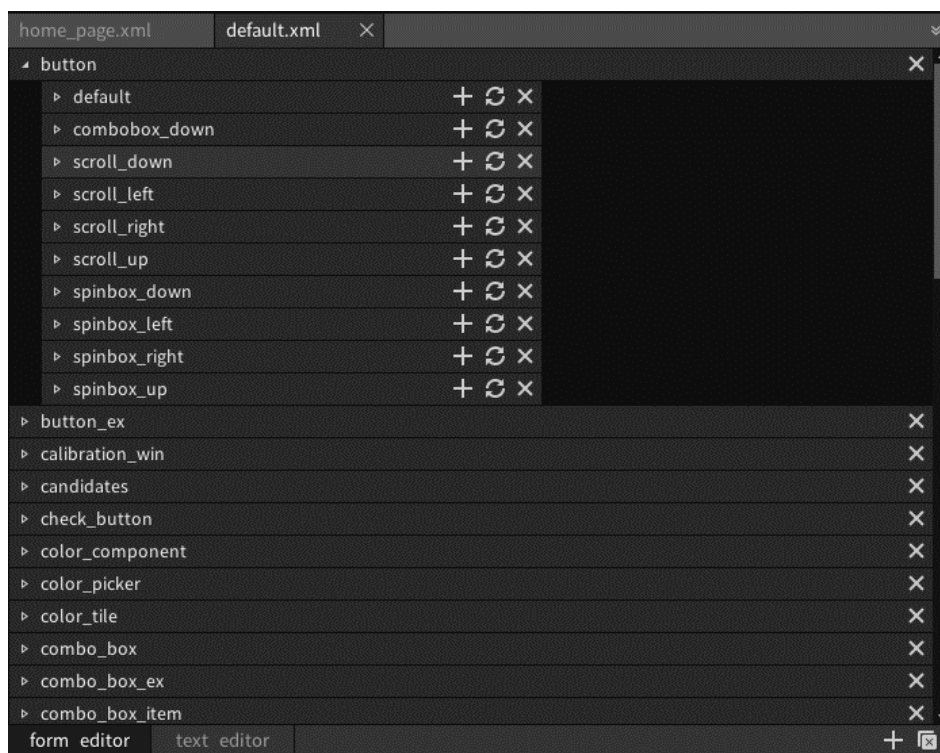 home_page.xml default.xml
button
default
combobox_down
scroll_down
scroll_left
scroll_right
scroll_up
spinbox_down
spinbox_left
spinbox_right
spinbox_up
button_ex
calibration_win
candidates
check_button
color_component
color_picker
color_tile
combo_box
combo_box_ex
combo_box_item
form editor text editor